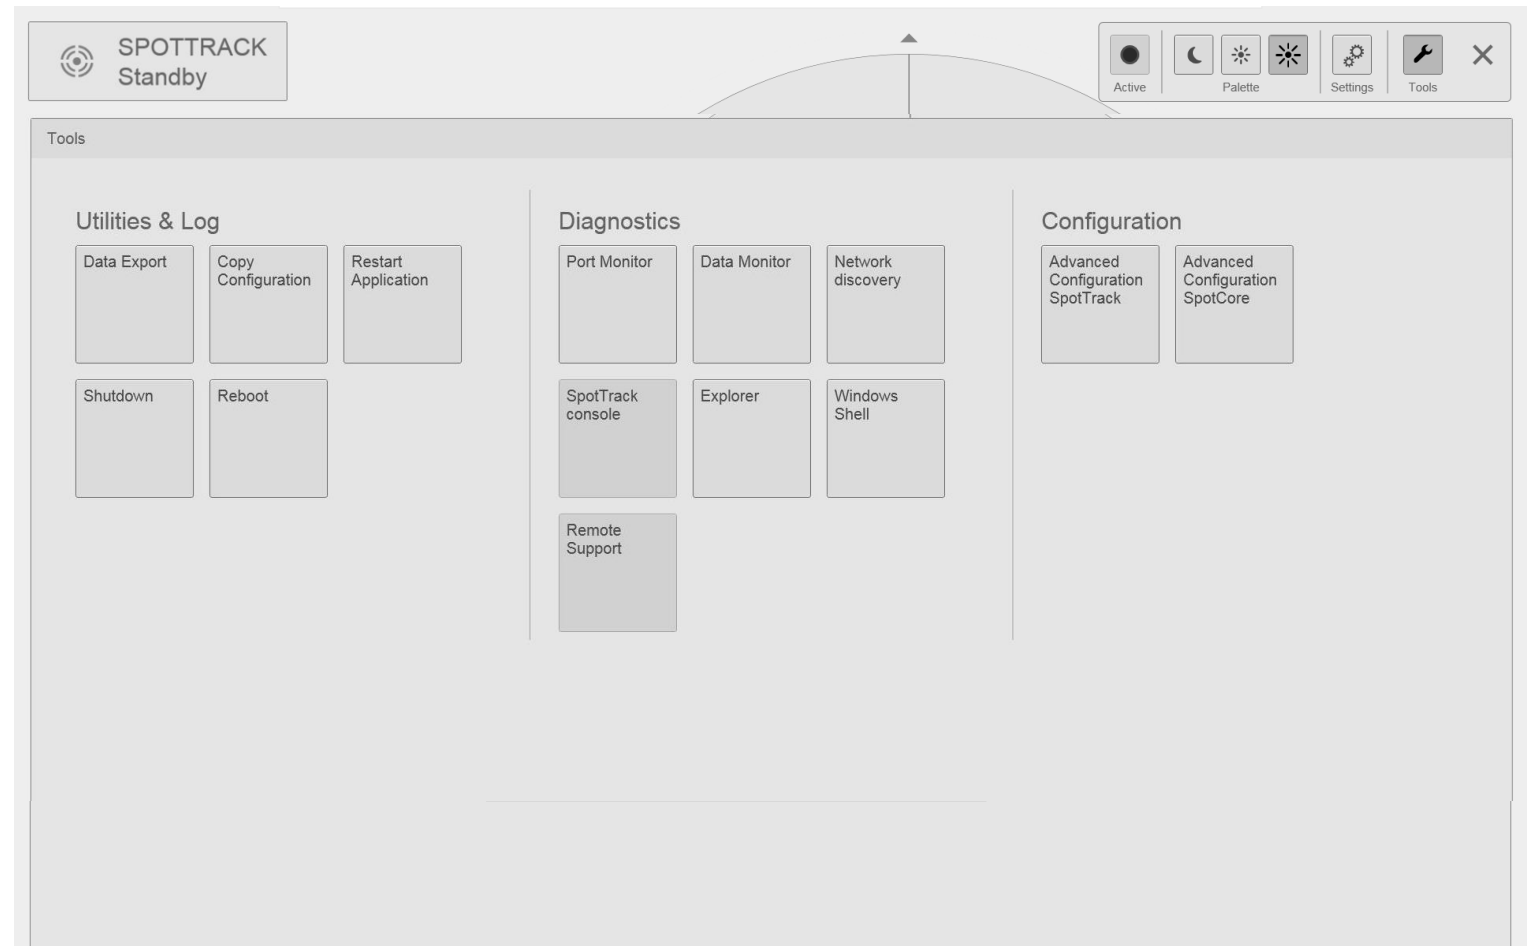 SPOTTRACK
Standby
Active
Palette
Settings
Tools
Tools
Utilities & Log
Data Export
Copy
Configuration
Restart
Application
Shutdown
Reboot
Diagnostics
Port Monitor
Data Monitor
Network
discovery
SpotTrack
console
Explorer
Windows
Shell
Remote
Support
Configuration
Advanced
Configuration
SpotTrack
Advanced
Configuration
SpotCore